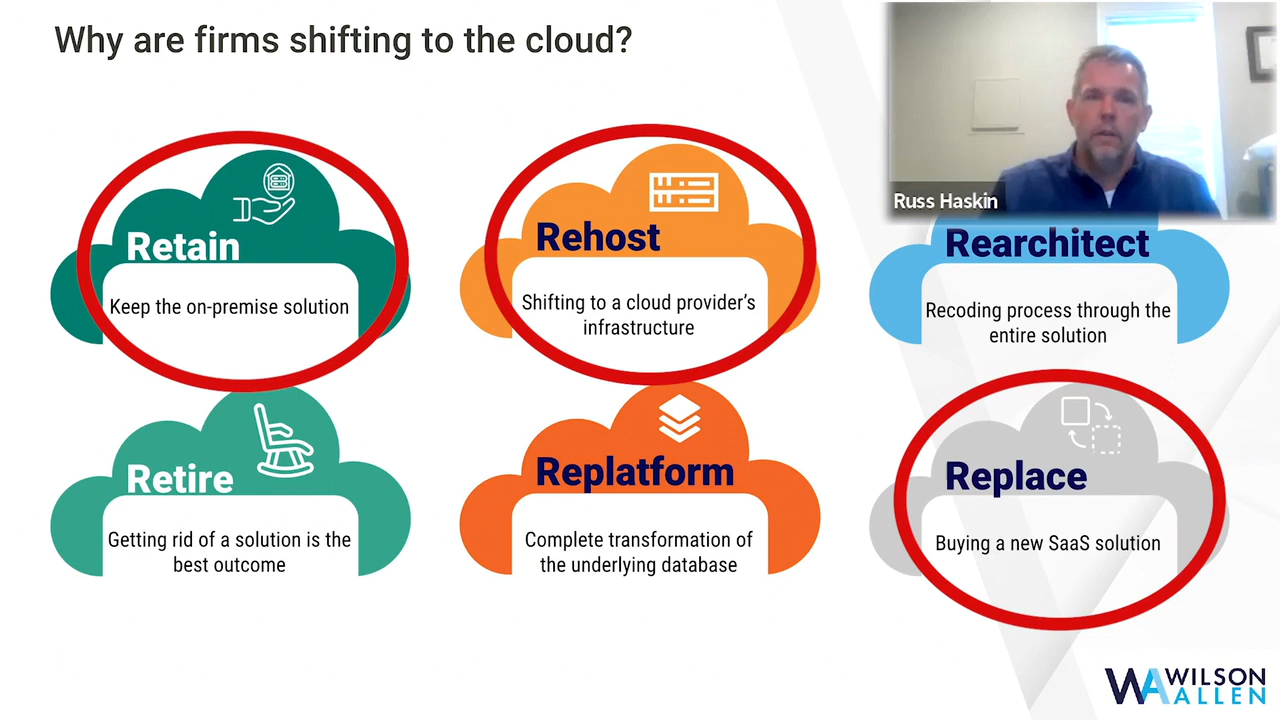 Why are firms shifting to the cloud?
Russ Haskin
Retain
Keep the on-premise solution
Rehost
Shifting to a cloud provider's
infrastructure
Rearchitect
Recoding process through the
entire solution
Retire
Getting rid of a solution is the
best outcome
Replatform
Complete transformation of
the underlying database
Replace
Buying a new SaaS solution
WA WILSON
ALLEN